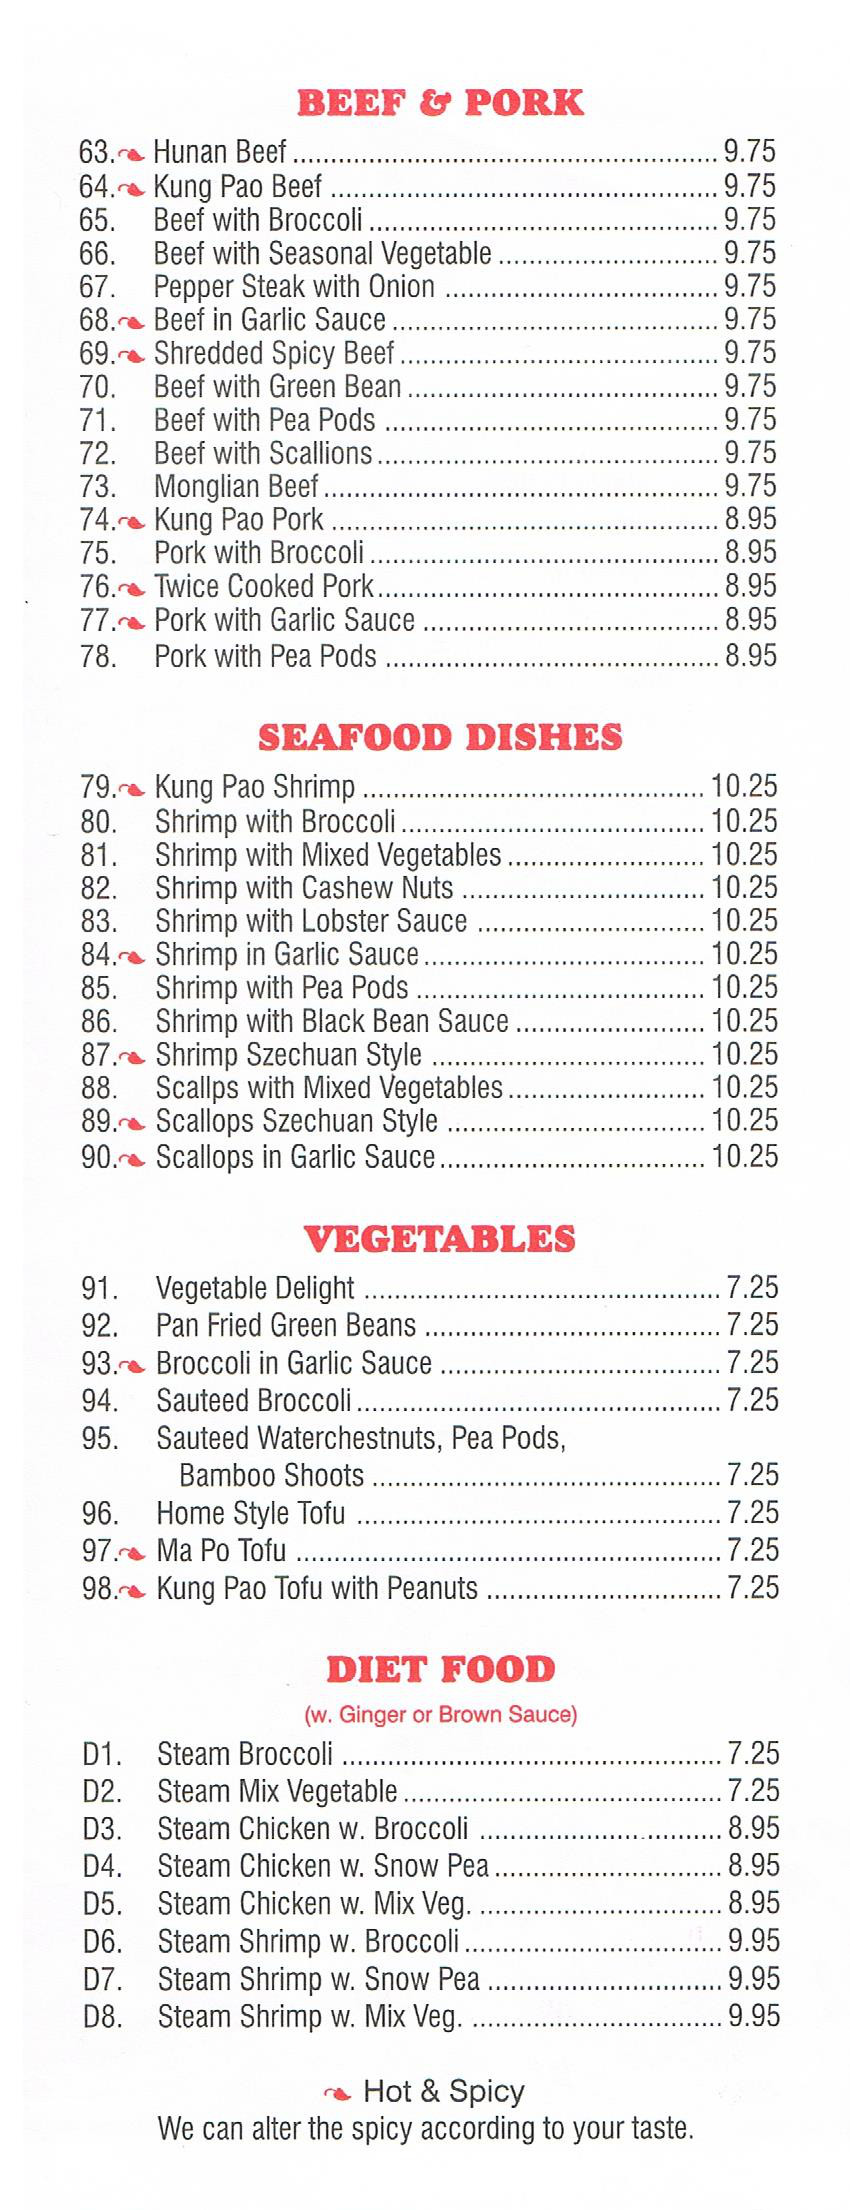 BEEF & PORK
63. Hunan Beef 9.75
64. Kung Pao Beef 9.75
65. Beef with Broccoli 9.75
66. Beef with Seasonal Vegetable 9.75
67. Pepper Steak with Onion 9.75
68. Beef in Garlic Sauce 9.75
69. Shredded Spicy Beef 9.75
70. Beef with Green Bean 9.75
71. Beef with Pea Pods 9.75
72. Beef with Scallions 9.75
73. Monglian Beef 9.75
74. Kung Pao Pork 8.95
75. Pork with Broccoli 8.95
76. Twice Cooked Pork 8.95
77. Pork with Garlic Sauce 8.95
78. Pork with Pea Pods 8.95
SEAFOOD DISHES
79. Kung Pao Shrimp 10.25
80. Shrimp with Broccoli 10.25
81. Shrimp with Mixed Vegetables 10.25
82. Shrimp with Cashew Nuts 10.25
83. Shrimp with Lobster Sauce 10.25
84. Shrimp in Garlic Sauce 10.25
85. Shrimp with Pea Pods 10.25
86. Shrimp with Black Bean Sauce 10.25
87. Shrimp Szechuan Style 10.25
88. Scallps with Mixed Vegetables 10.25
89. Scallops Szechuan Style 10.25
90. Scallops in Garlic Sauce 10.25
VEGETABLES
91. Vegetable Delight 7.25
92. Pan Fried Green Beans 7.25
93. Broccoli in Garlic Sauce 7.25
94. Sauteed Broccoli 7.25
95. Sauteed Waterchestnuts, Pea Pods,
Bamboo Shoots 7.25
96. Home Style Tofu 7.25
97. Ma Po Tofu 7.25
98. Kung Pao Tofu with Peanuts 7.25
DIET FOOD
(w. Ginger or Brown Sauce)
D1. Steam Broccoli 7.25
D2. Steam Mix Vegetable 7.25
D3. Steam Chicken w. Broccoli 8.95
D4. Steam Chicken w. Snow Pea 8.95
D5. Steam Chicken w. Mix Veg. 8.95
D6. Steam Shrimp w. Broccoli 9.95
D7. Steam Shrimp w. Snow Pea 9.95
D8. Steam Shrimp w. Mix Veg. 9.95
Hot & Spicy
We can alter the spicy according to your taste.